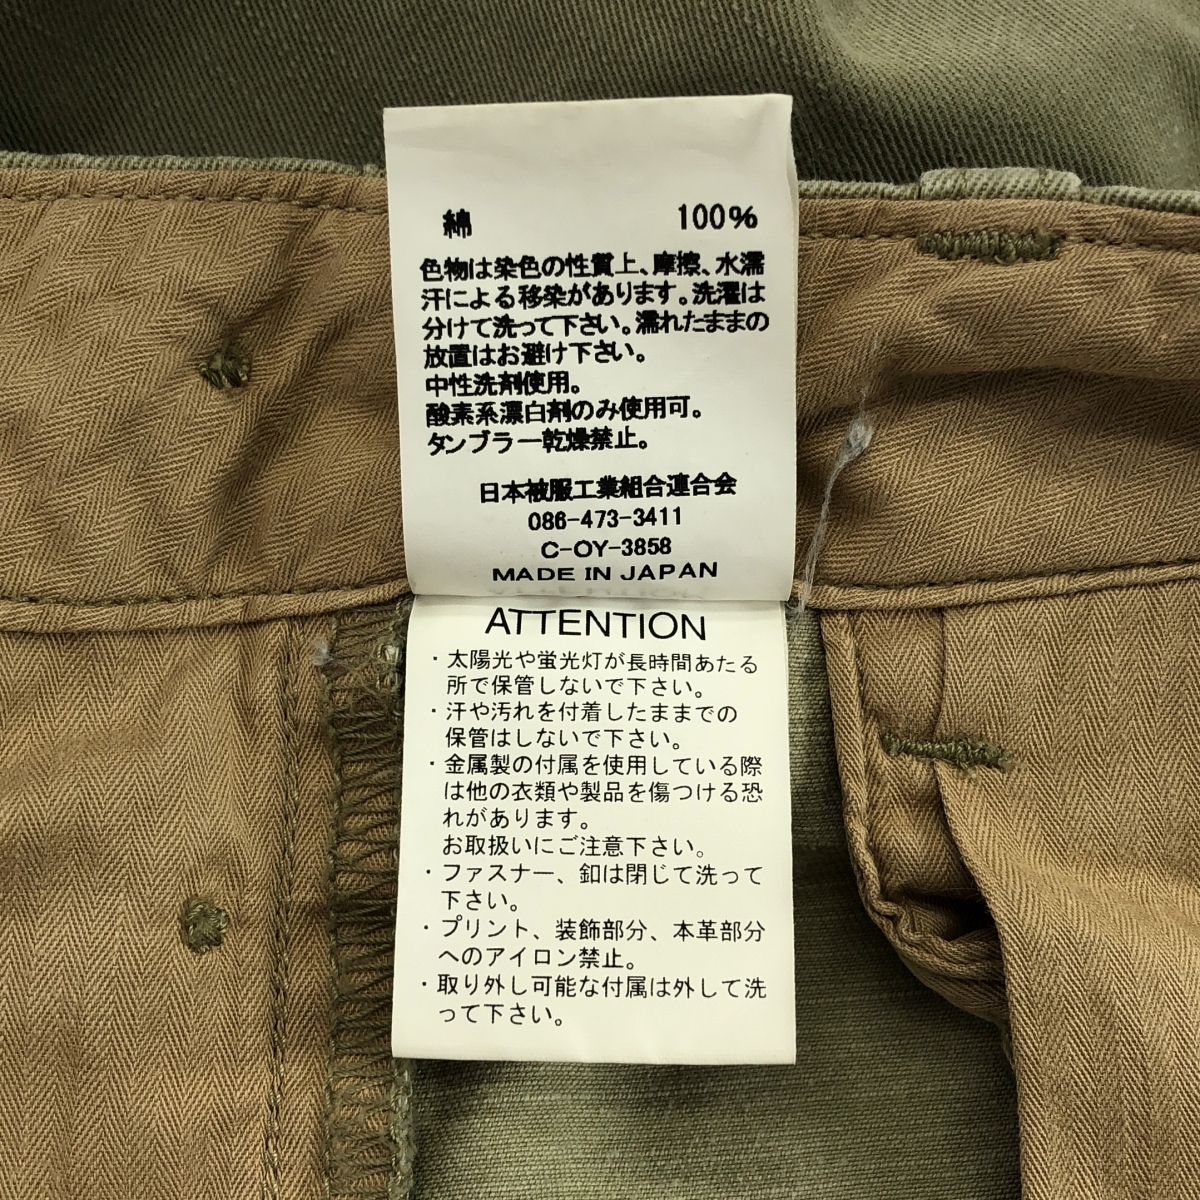 綿 100%
色物は染色の性質上、摩擦、水濡
汗による移染があります。洗濯は
分けて洗って下さい。濡れたままの
放置はお避け下さい。
中性洗剤使用。
酸素系漂白剤のみ使用可。
タンブラー乾燥禁止。
日本被服工業組合連合会
086-473-3411
C-OY-3858
MADE IN JAPAN
ATTENTION
・太陽光や蛍光灯が長時間あたる
所で保管しないで下さい。
・汗や汚れを付着したままでの
保管はしないで下さい。
・金属製の付属を使用している際
は他の衣類や製品を傷つける恐
れがあります。
お取扱いにご注意下さい。
・ファスナー、釦は閉じて洗って
下さい。
・プリント、装飾部分、本革部分
へのアイロン禁止。
・取り外し可能な付属は外して洗
って下さい。